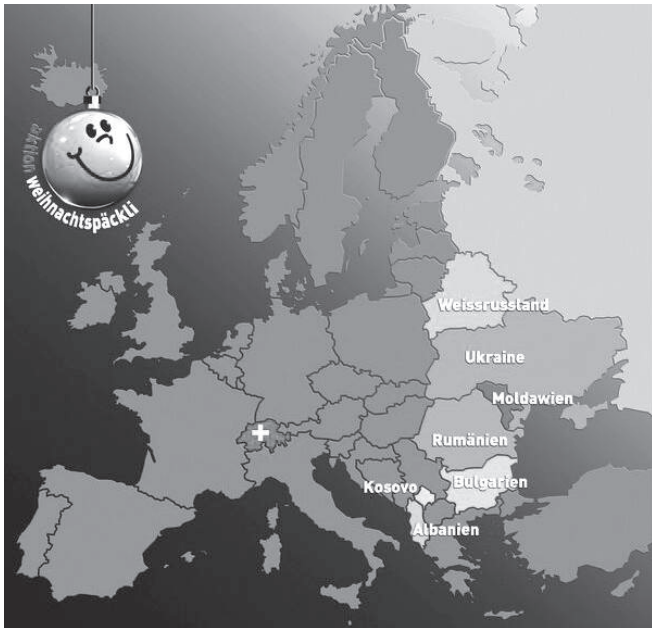 aktion weihnachtspäckli
Weissrussland
Ukraine
Moldawien
Rumänien
Bulgarien
Kosovo
Albanien